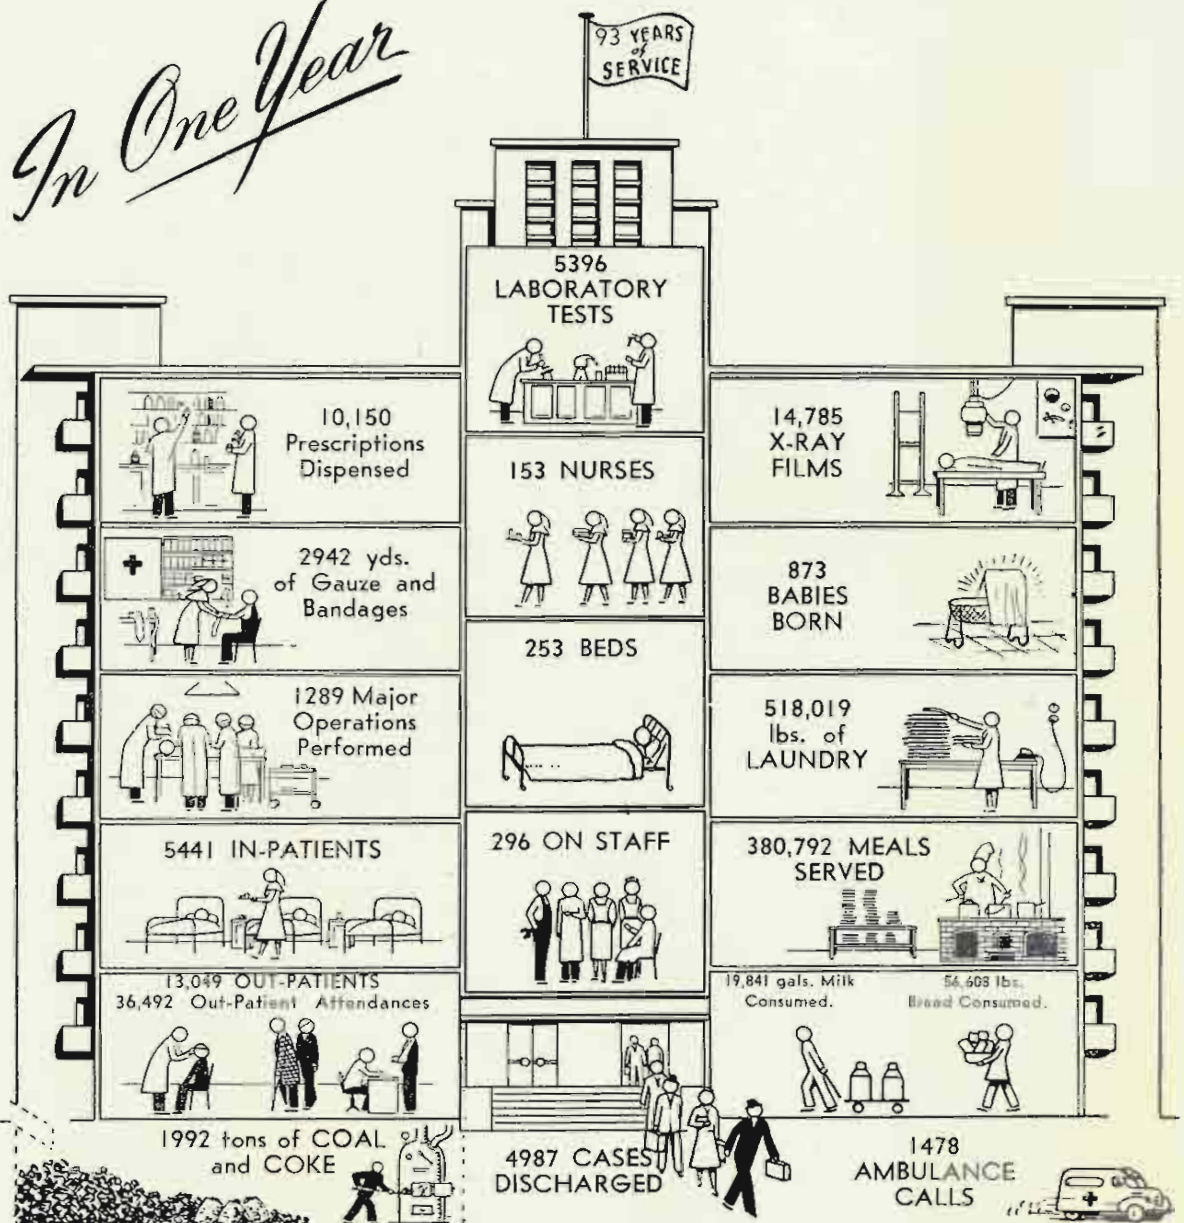 In One Year
93 YEARS
of
SERVICE
5396
LABORATORY
TESTS
10,150
Prescriptions
Dispensed
153 NURSES
14,785
X-RAY
FILMS
2942 yds.
of Gauze and
Bandages
873
BABIES
BORN
253 BEDS
1289 Major
Operations
Performed
518,019
lbs. of
LAUNDRY
5441 IN-PATIENTS
296 ON STAFF
380,792 MEALS
SERVED
13,049 OUT-PATIENTS
36,492 Out-Patient Attendances
19,841 gals. Milk
Consumed.
56,603 lbs.
Bread Consumed.
1992 tons of COAL
and COKE
4987 CASES
DISCHARGED
1478
AMBULANCE
CALLS